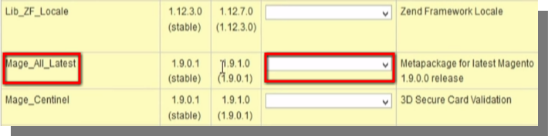 Lib_ZF_Locale 1.12.3.0 1.12.7.0 Zend Framework Locale
(stable) (1.12.3.0)
Mage_All_Latest 1.9.0.1 1.9.1.0 Metapackage for latest Magento
(stable) (1.9.0.1) 1.9.0.0 release
Mage_Centinel 1.9.0.1 1.9.1.0 3D Secure Card Validation
(stable) (1.9.0.1)